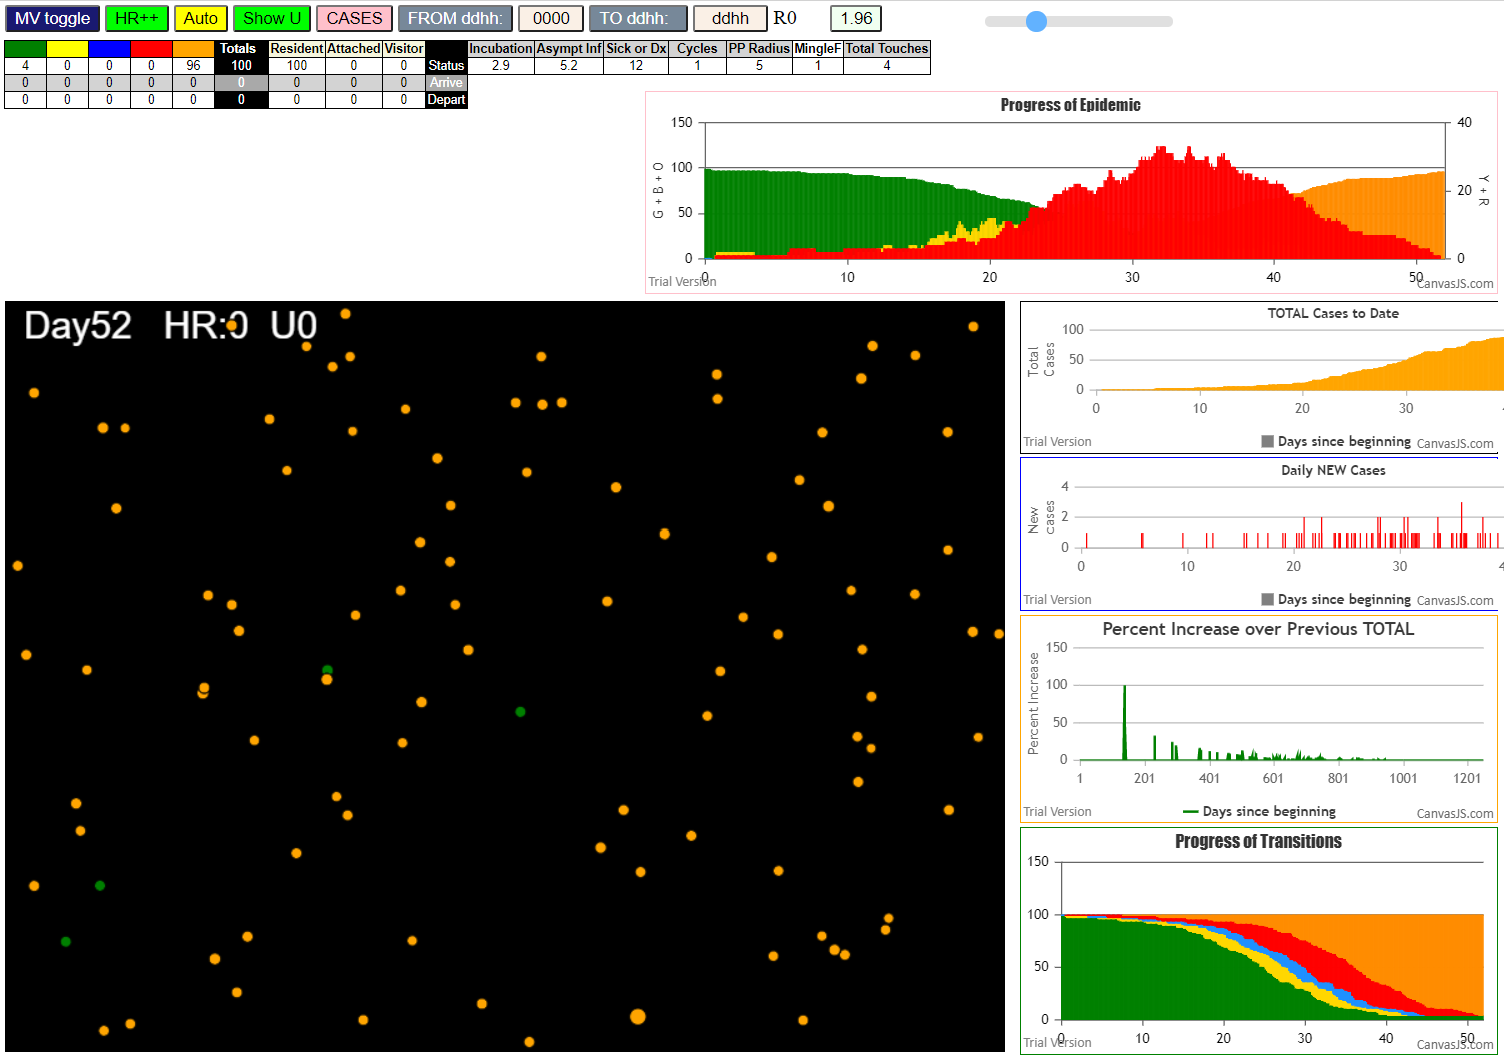 MV toggle HR++ Auto Show U CASES FROM ddhh: 0000 TO ddhh: ddhh R0 1.96
Totals Resident Attached Visitor Incubation Asympt Inf Sick or Dx Cycles PP Radius MingleF Total Touches
4 0 0 0 96 100 100 0 0 Status 2.9 5.2 12 1 5 1 4
0 0 0 0 0 0 0 0 0 Arrive
0 0 0 0 0 0 0 0 0 Depart
Progress of Epidemic
150 40
100
G + B + O Y + R
20
50
0 0
0 10 20 30 40 50
Trial Version CanvasJS.com
Day52 HR:0 U0
TOTAL Cases to Date
Total Cases
100
50
0
0 10 20 30
Days since beginning
Trial Version CanvasJS.com
Daily NEW Cases
New cases
4
2
0
0 10 20 30 4
Days since beginning
Trial Version CanvasJS.com
Percent Increase over Previous TOTAL
Percent Increase
150
100
50
0
1 201 401 601 801 1001 1201
Days since beginning
Trial Version CanvasJS.com
Progress of Transitions
150
100
50
0
0 10 20 30 40 50
Trial Version CanvasJS.com